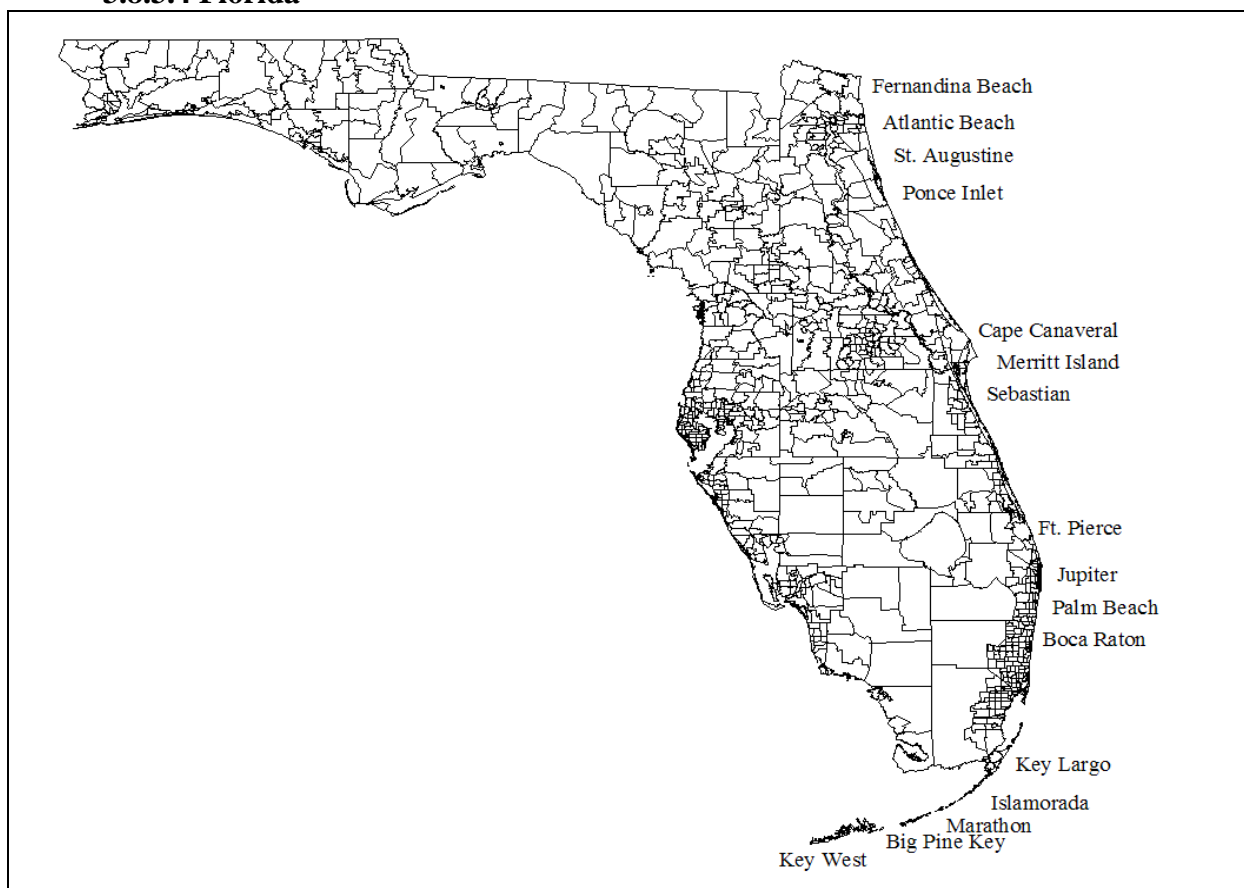 Florida
Fernandina Beach
Atlantic Beach
St. Augustine
Ponce Inlet
Cape Canaveral
Merritt Island
Sebastian
Ft. Pierce
Jupiter
Palm Beach
Boca Raton
Key Largo
Islamorada
Marathon
Big Pine Key
Key West